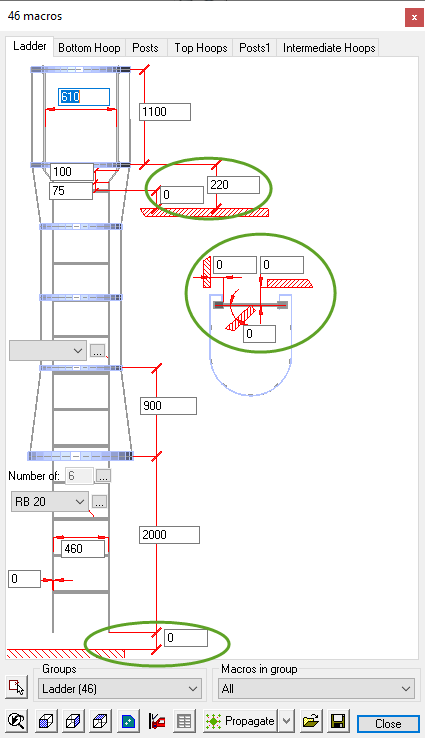 46 macros
x
Ladder Bottom Hoop Posts Top Hoops Posts1 Intermediate Hoops
610
1100
100
75
0
220
0
0
0
...
900
Number of: 6 ...
RB 20 ...
2000
460
0
0
Groups
Ladder (46)
Macros in group
All
Propagate
Close